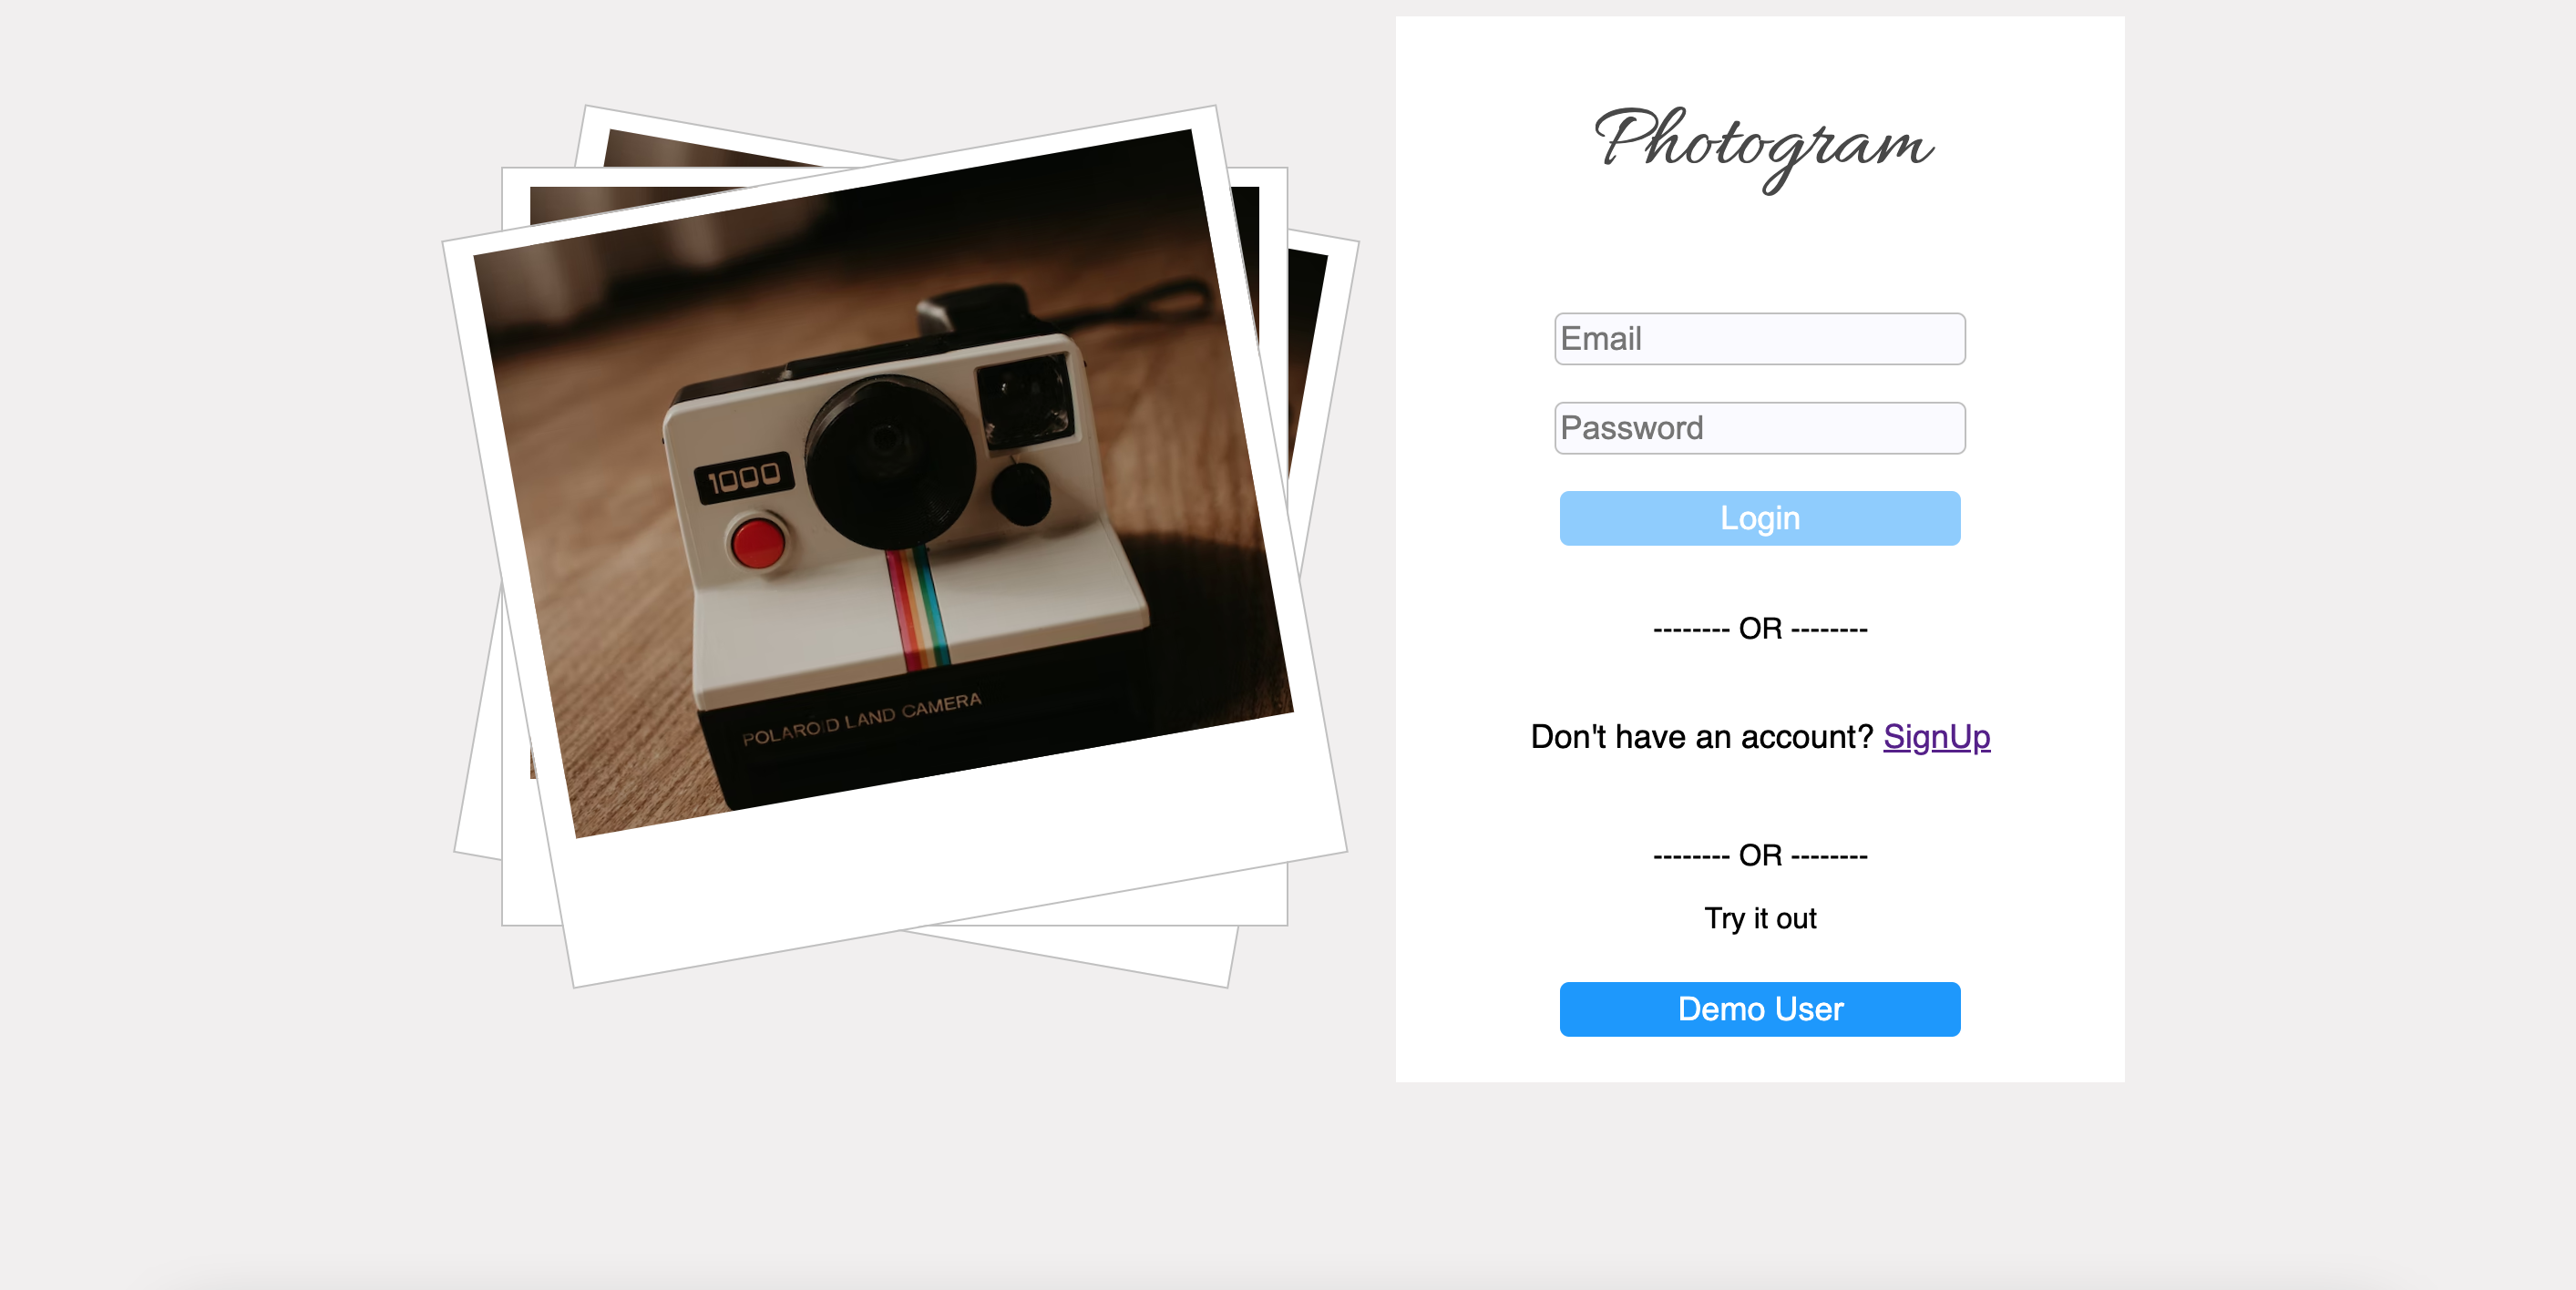 Photogram
Email
Password
Login
-------- OR --------
Don't have an account? SignUp
-------- OR --------
Try it out
Demo User
1000
POLAROID LAND CAMERA